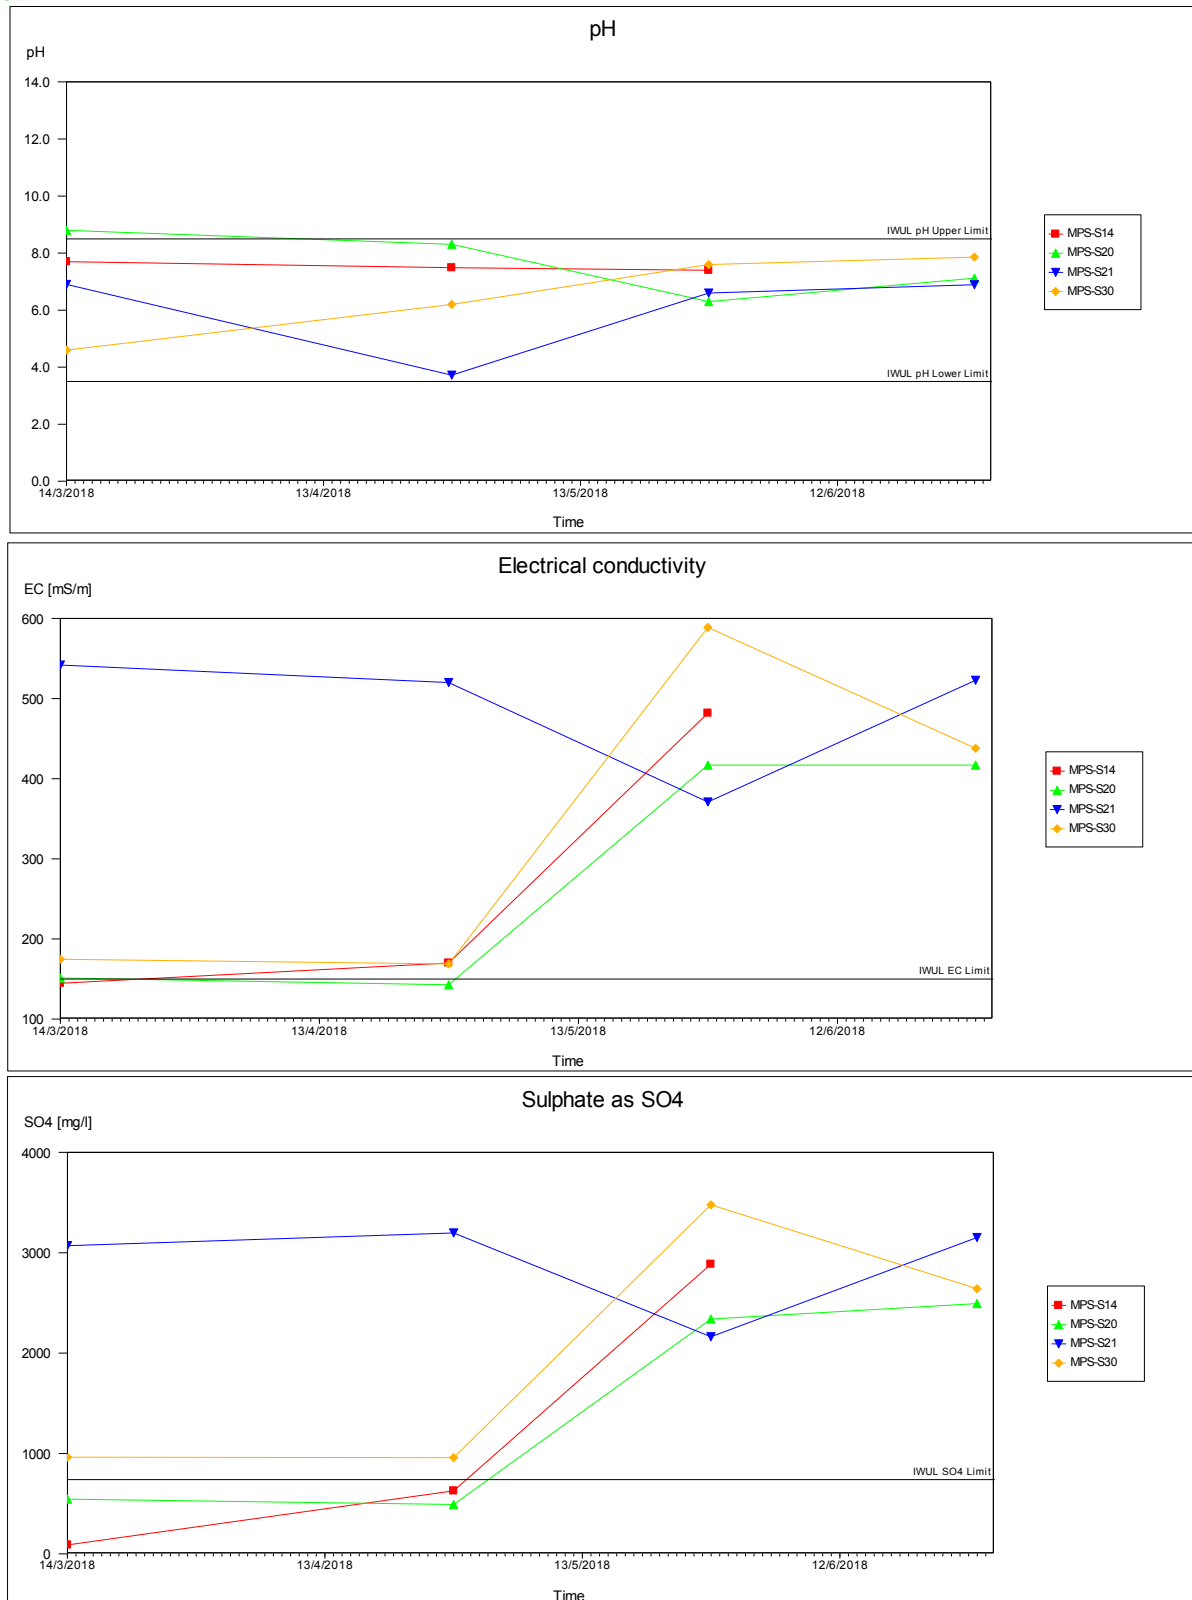 pH
pH
14.0
12.0
10.0
8.0
6.0
4.0
2.0
0.0
IWUL pH Upper Limit
IWUL pH Lower Limit
14/3/2018 13/4/2018 13/5/2018 12/6/2018
Time
MPS-S14
MPS-S20
MPS-S21
MPS-S30
Electrical conductivity
EC [mS/m]
600
500
400
300
200
100
IWUL EC Limit
14/3/2018 13/4/2018 13/5/2018 12/6/2018
Time
MPS-S14
MPS-S20
MPS-S21
MPS-S30
Sulphate as SO4
SO4 [mg/l]
4000
3000
2000
1000
0
IWUL SO4 Limit
14/3/2018 13/4/2018 13/5/2018 12/6/2018
Time
MPS-S14
MPS-S20
MPS-S21
MPS-S30